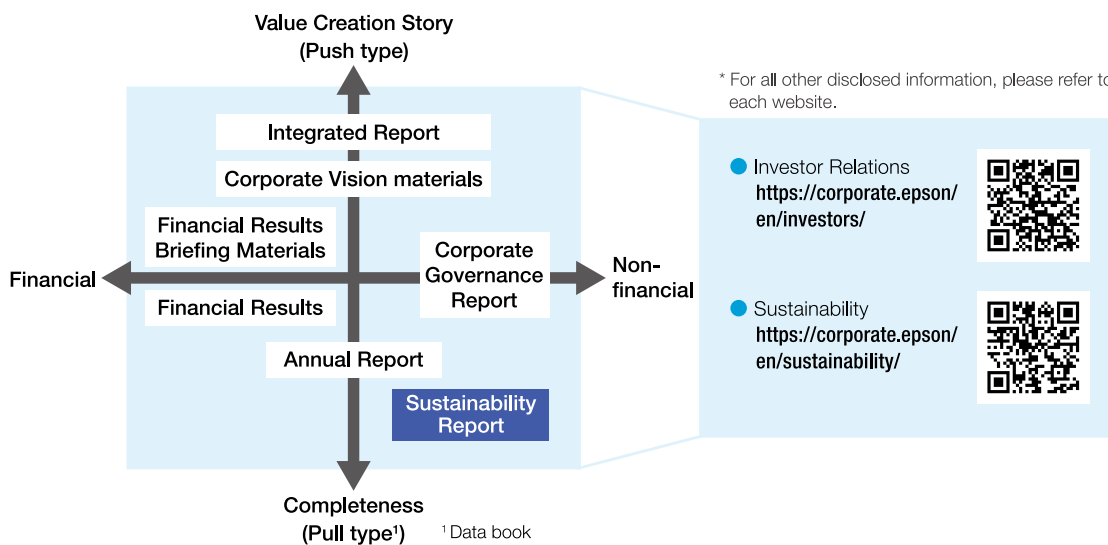 Value Creation Story
(Push type)
* For all other disclosed information, please refer to
each website.
Integrated Report
Corporate Vision materials
Financial Results
Briefing Materials
Corporate
Governance
Report
Financial
Non-
financial
Financial Results
Annual Report
Sustainability
Report
Completeness
(Pull type¹)
¹ Data book
Investor Relations
https://corporate.epson/
en/investors/
Sustainability
https://corporate.epson/
en/sustainability/